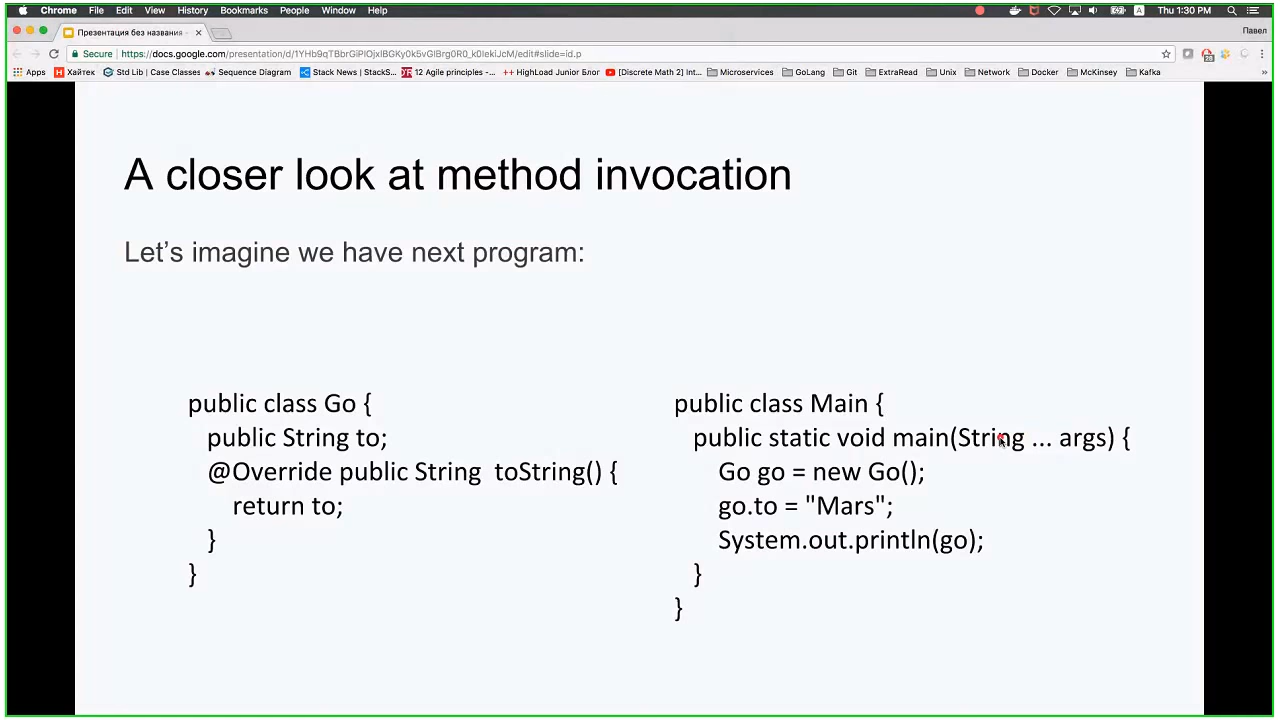 Chrome File Edit View History Bookmarks People Window Help Thu 1:30 PM
Презентация без названия - Павел
Secure https://docs.google.com/presentation/d/1YHb9qTBbrGiPIOjxlBGKy0k5vGlBrg0R0_k0IekiJcM/edit#slide=id.p
Apps Хайтек Std Lib | Case Classes Sequence Diagram Stack News | StackS... 12 Agile principles -... ++ HighLoad Junior Блог [Discrete Math 2] Int... Microservices GoLang Git ExtraRead Unix Network Docker McKinsey Kafka »
A closer look at method invocation
Let's imagine we have next program:
public class Go {
public String to;
@Override public String toString() {
return to;
}
}
public class Main {
public static void main(String ... args) {
Go go = new Go();
go.to = "Mars";
System.out.println(go);
}
}